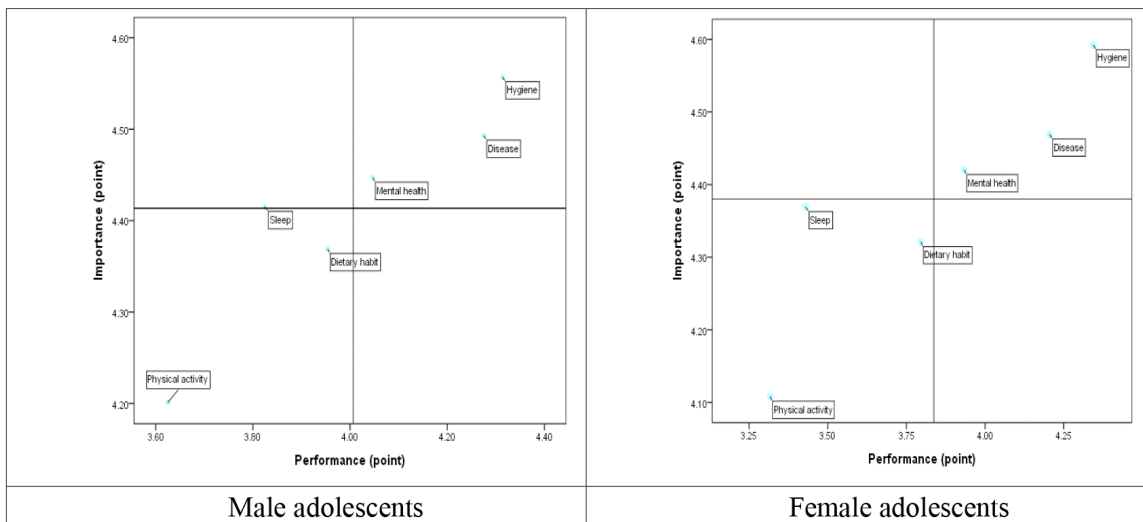 Importance (point)
4.60
4.50
4.40
4.30
4.20
Hygiene
Disease
Mental health
Sleep
Dietary habit
Physical activity
3.60 3.80 4.00 4.20 4.40
Performance (point)
Male adolescents
Importance (point)
4.60
4.50
4.40
4.30
4.20
4.10
Hygiene
Disease
Mental health
Sleep
Dietary habit
Physical activity
3.25 3.50 3.75 4.00 4.25
Performance (point)
Female adolescents